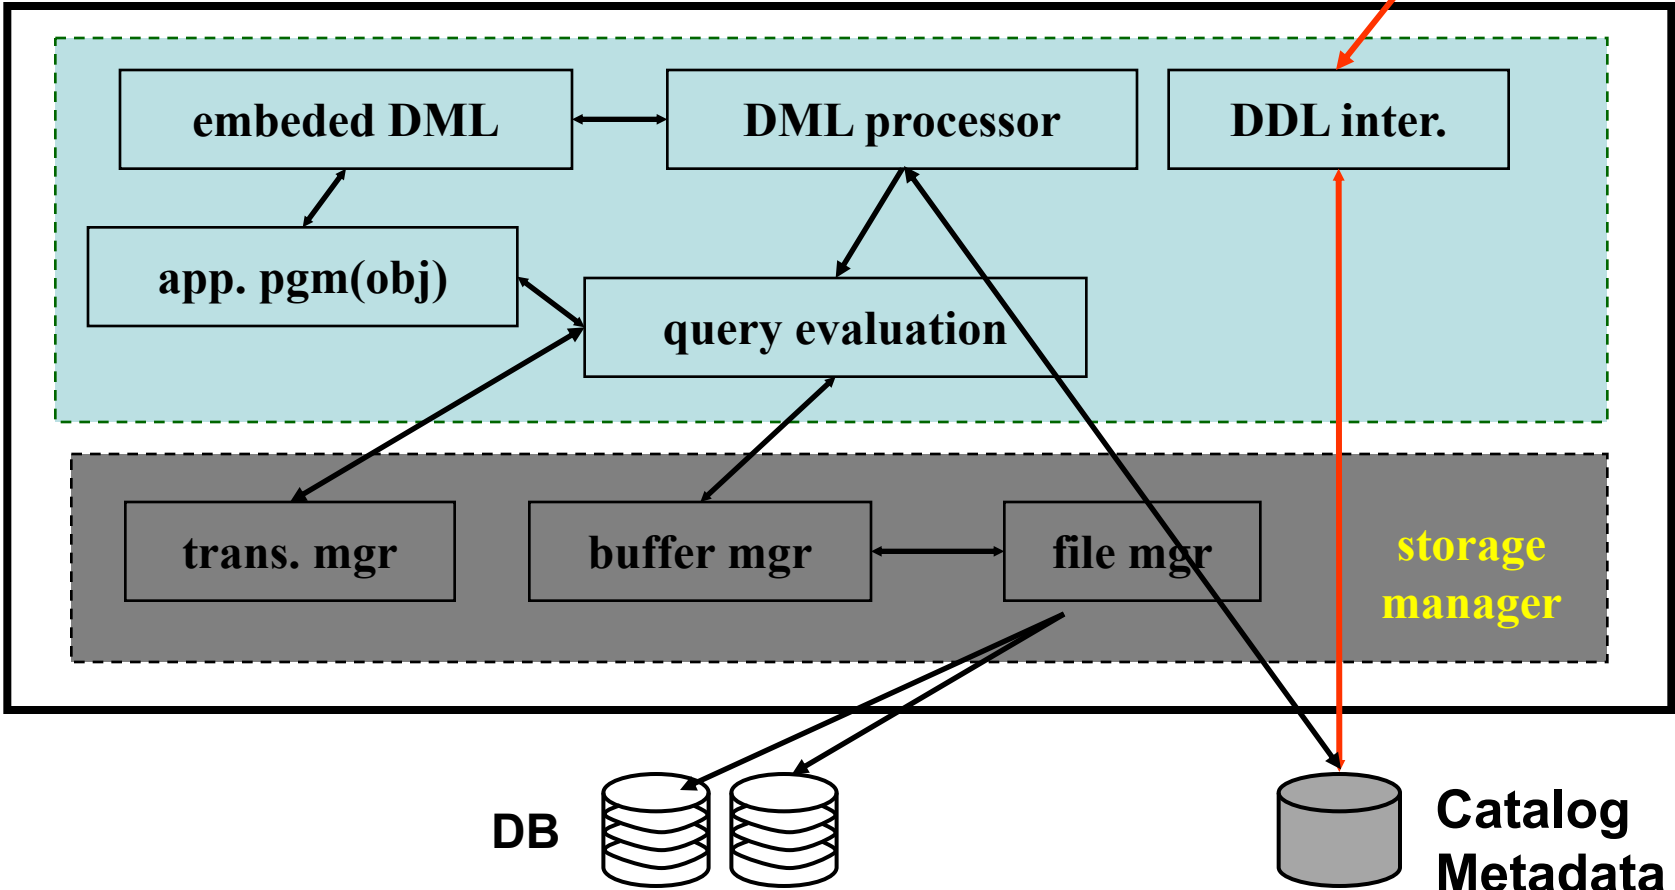 embeded DML
DML processor
DDL inter.
app. pgm(obj)
query evaluation
trans. mgr
buffer mgr
file mgr
storage
manager
DB
Catalog
Metadata